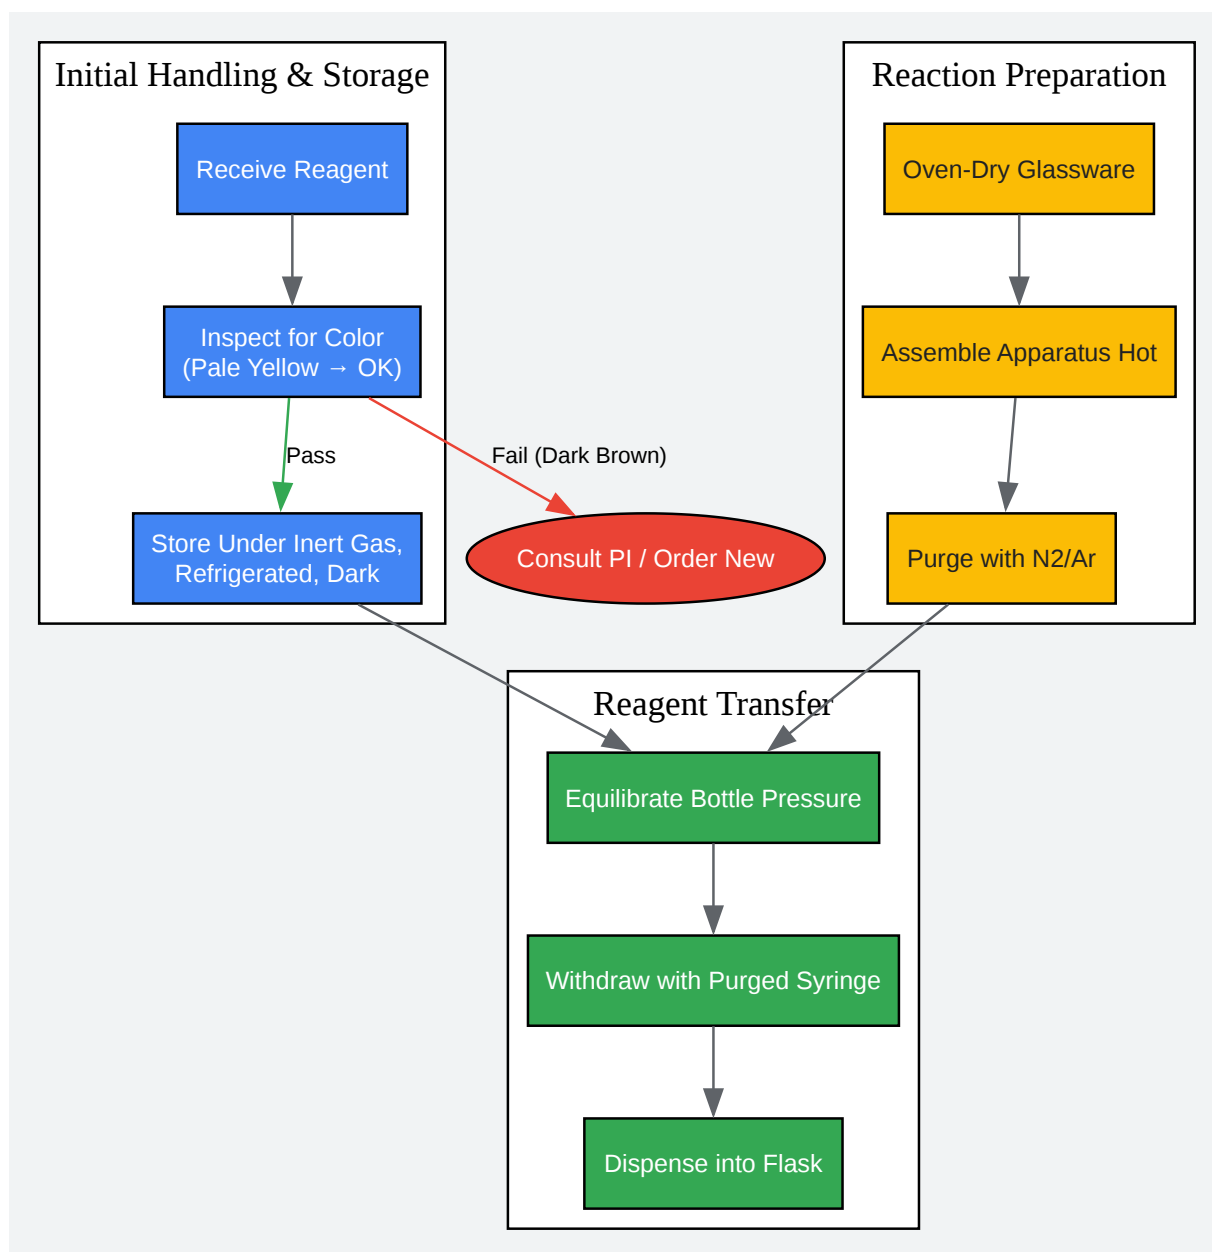 Initial Handling & Storage
Receive Reagent
Inspect for Color
(Pale Yellow → OK)
Pass
Fail (Dark Brown)
Store Under Inert Gas,
Refrigerated, Dark
Consult PI / Order New
Reaction Preparation
Oven-Dry Glassware
Assemble Apparatus Hot
Purge with N2/Ar
Reagent Transfer
Equilibrate Bottle Pressure
Withdraw with Purged Syringe
Dispense into Flask